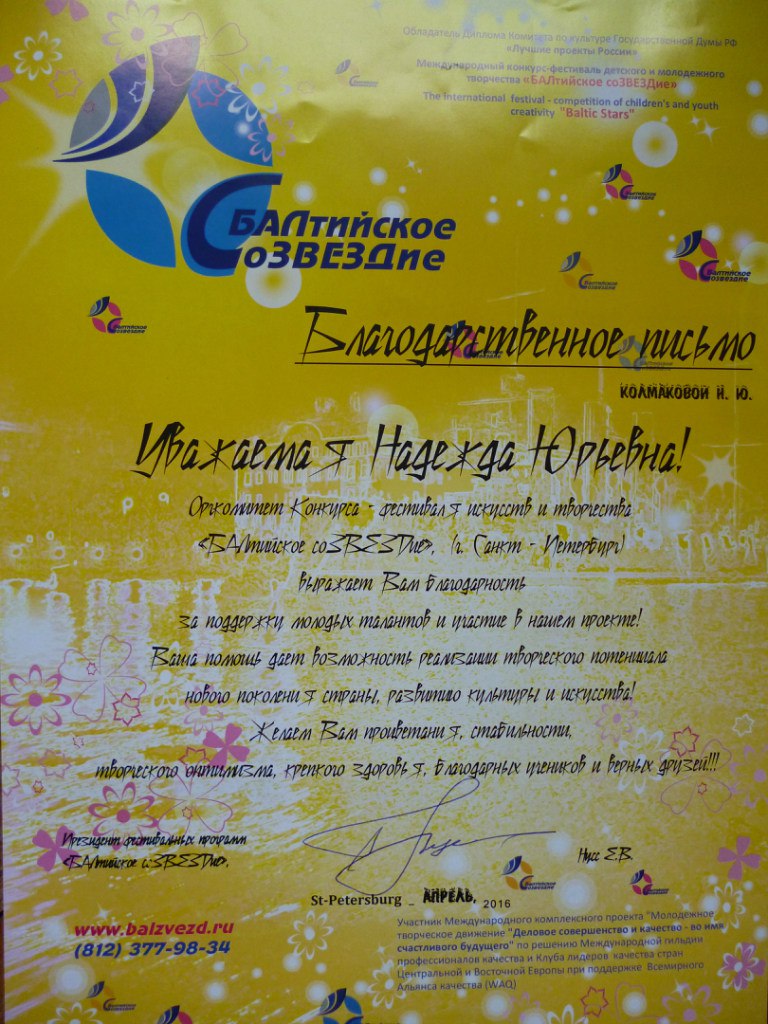 Обладатель Диплома Комитета по культуре Государственной Думы РФ
«Лучшие проекты России»
Международный конкурс-фестиваль детского и молодежного
творчества «БАЛтийское соЗВЕЗДие»
The International festival - competition of children's and youth
creativity "Baltic Stars"
БАЛтийское
СоЗВЕЗДие
Благодарственное письмо
КОЛМАКОВОЙ Н. Ю.
Уважаемая Надежда Юрьевна!
Оргкомитет Конкурса - фестиваля искусств и творчества
«БАЛтийское соЗВЕЗДие», (г. Санкт - Петербург)
выражает Вам благодарность
за поддержку молодых талантов и участие в нашем проекте!
Ваша помощь дает возможность реализации творческого потенциала
нового поколения страны, развитию культуры и искусства!
Желаем Вам процветания, стабильности,
творческого оптимизма, крепкого здоровья, благодарных учеников и верных друзей!!!
Президент фестивальных программ
«БАЛтийское соЗВЕЗДие»,
Нусс Е.В.
St-Petersburg _ АПРЕЛЬ, 2016
www.balzvezd.ru
(812) 377-98-34
Участник Международного комплексного проекта "Молодежное
творческое движение "Деловое совершенство и качество - во имя
счастливого будущего" по решению Международной гильдии
профессионалов качества и Клуба лидеров качества стран
Центральной и Восточной Европы при поддержке Всемирного
Альянса качества (WAQ)